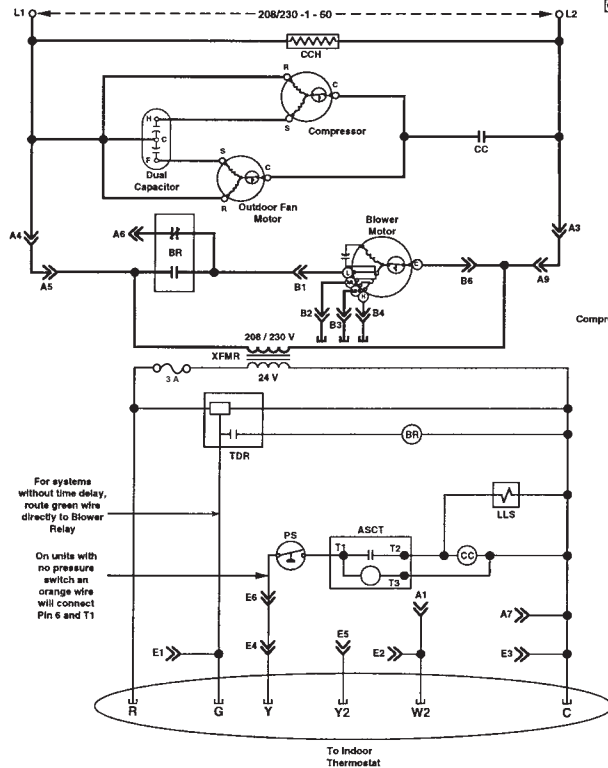 L1
208/230 -1 - 60
L2
CCH
R
C
S
Compressor
H
C
F
Dual
Capacitor
S
C
R
Outdoor Fan
Motor
CC
A4
A6
BR
Blower
Motor
A3
A5
B1
L
H
B6
A9
B2
B3
B4
Compr
208 / 230 V
XFMR
3 A
24 V
TDR
BR
For systems
without time delay,
route green wire
directly to Blower
Relay
LLS
PS
ASCT
On units with
no pressure
switch an
orange wire
will connect
Pin 6 and T1
T1
T2
CC
T3
E6
A1
A7
E1
E4
E5
E2
E3
R
G
Y
Y2
W2
C
To Indoor
Thermostat